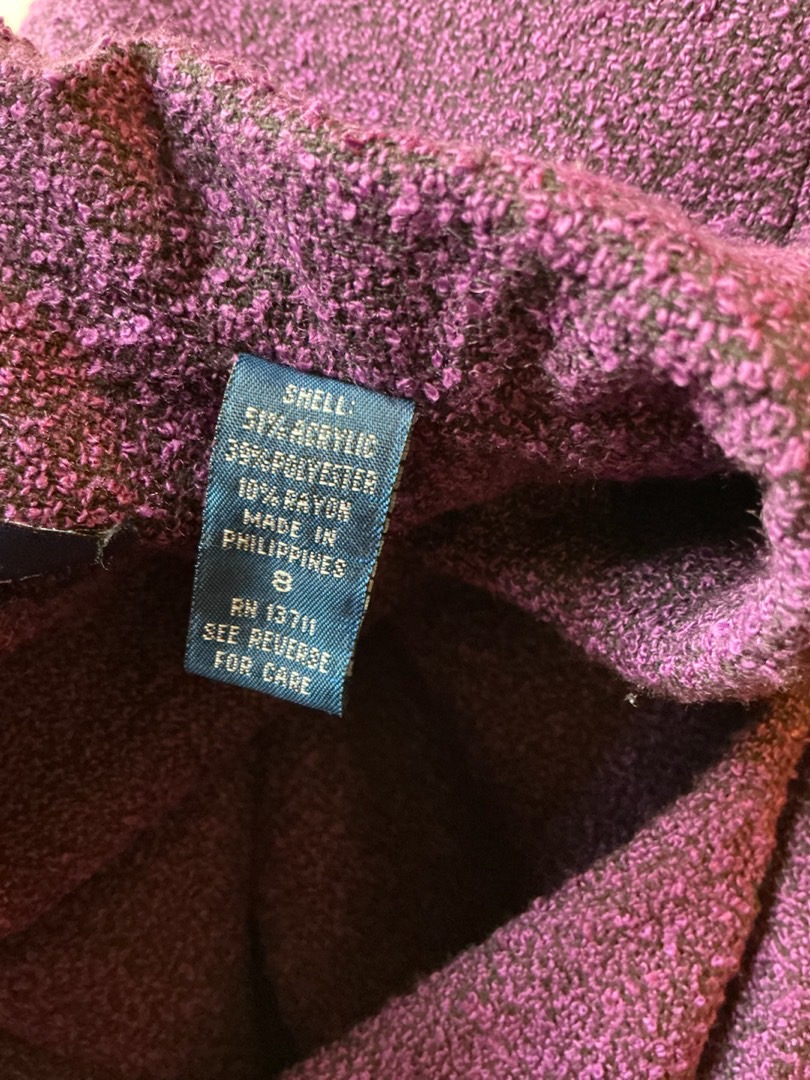 SHELL:
51% ACRYLIC
39% POLYESTER
10% RAYON
MADE IN
PHILIPPINES
8
RN 13711
SEE REVERSE
FOR CARE